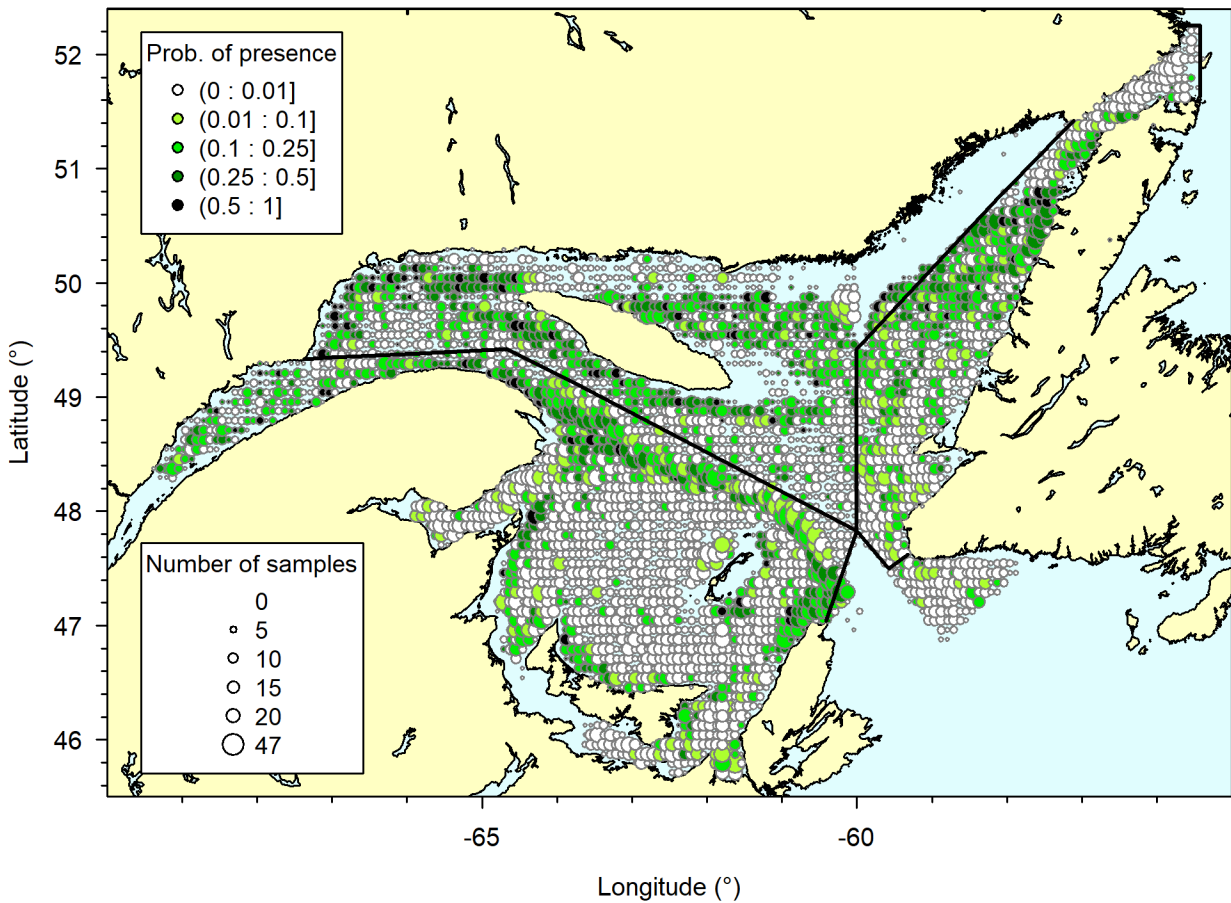 Prob. of presence
(0 : 0.01]
(0.01 : 0.1]
(0.1 : 0.25]
(0.25 : 0.5]
(0.5 : 1]
Number of samples
0
5
10
15
20
47
52
51
50
49
48
47
46
Latitude (°)
-65
-60
Longitude (°)